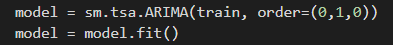 model = sm.tsa.ARIMA(train, order=(0,1,0))
model = model.fit()